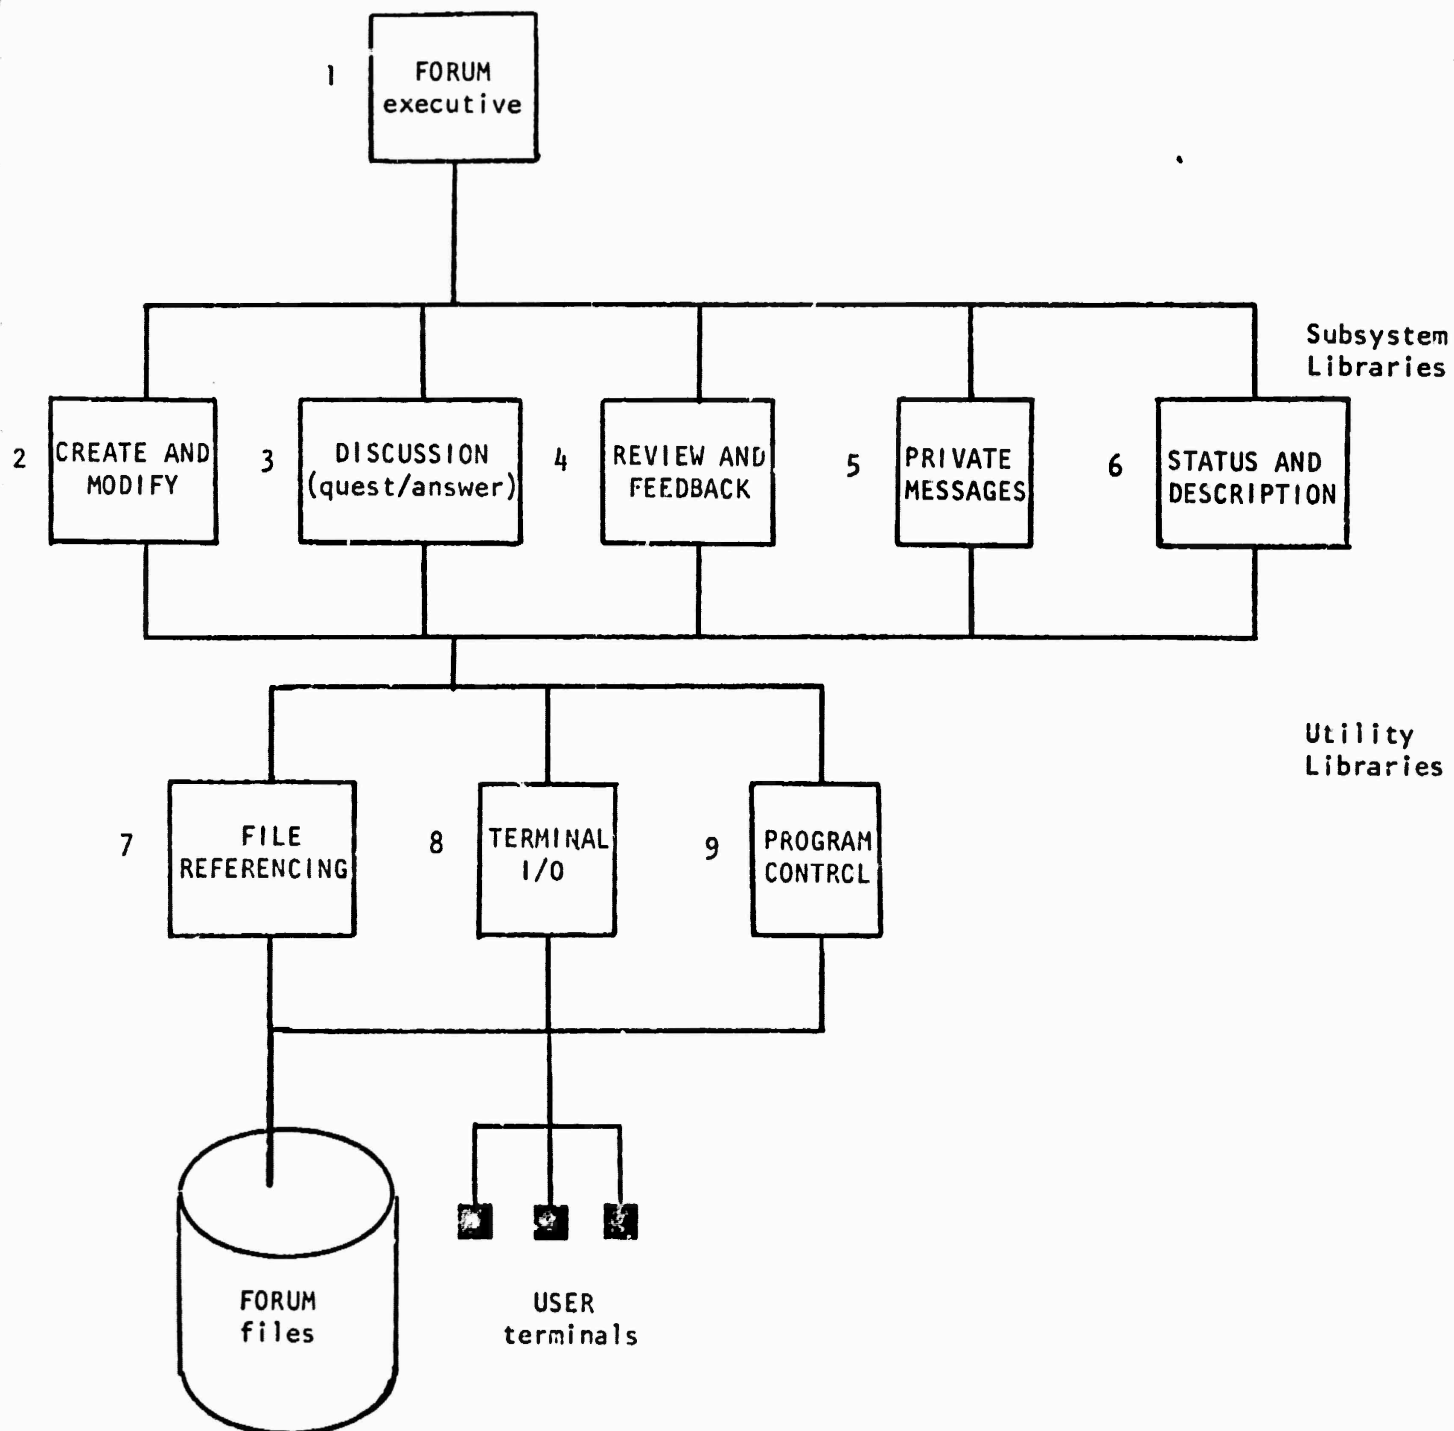 1
FORUM
executive
Subsystem
Libraries
2
CREATE AND
MODIFY
3
DISCUSSION
(quest/answer)
4
REVIEW AND
FEEDBACK
5
PRIVATE
MESSAGES
6
STATUS AND
DESCRIPTION
Utility
Libraries
7
FILE
REFERENCING
8
TERMINAL
I/O
9
PROGRAM
CONTROL
FORUM
files
USER
terminals